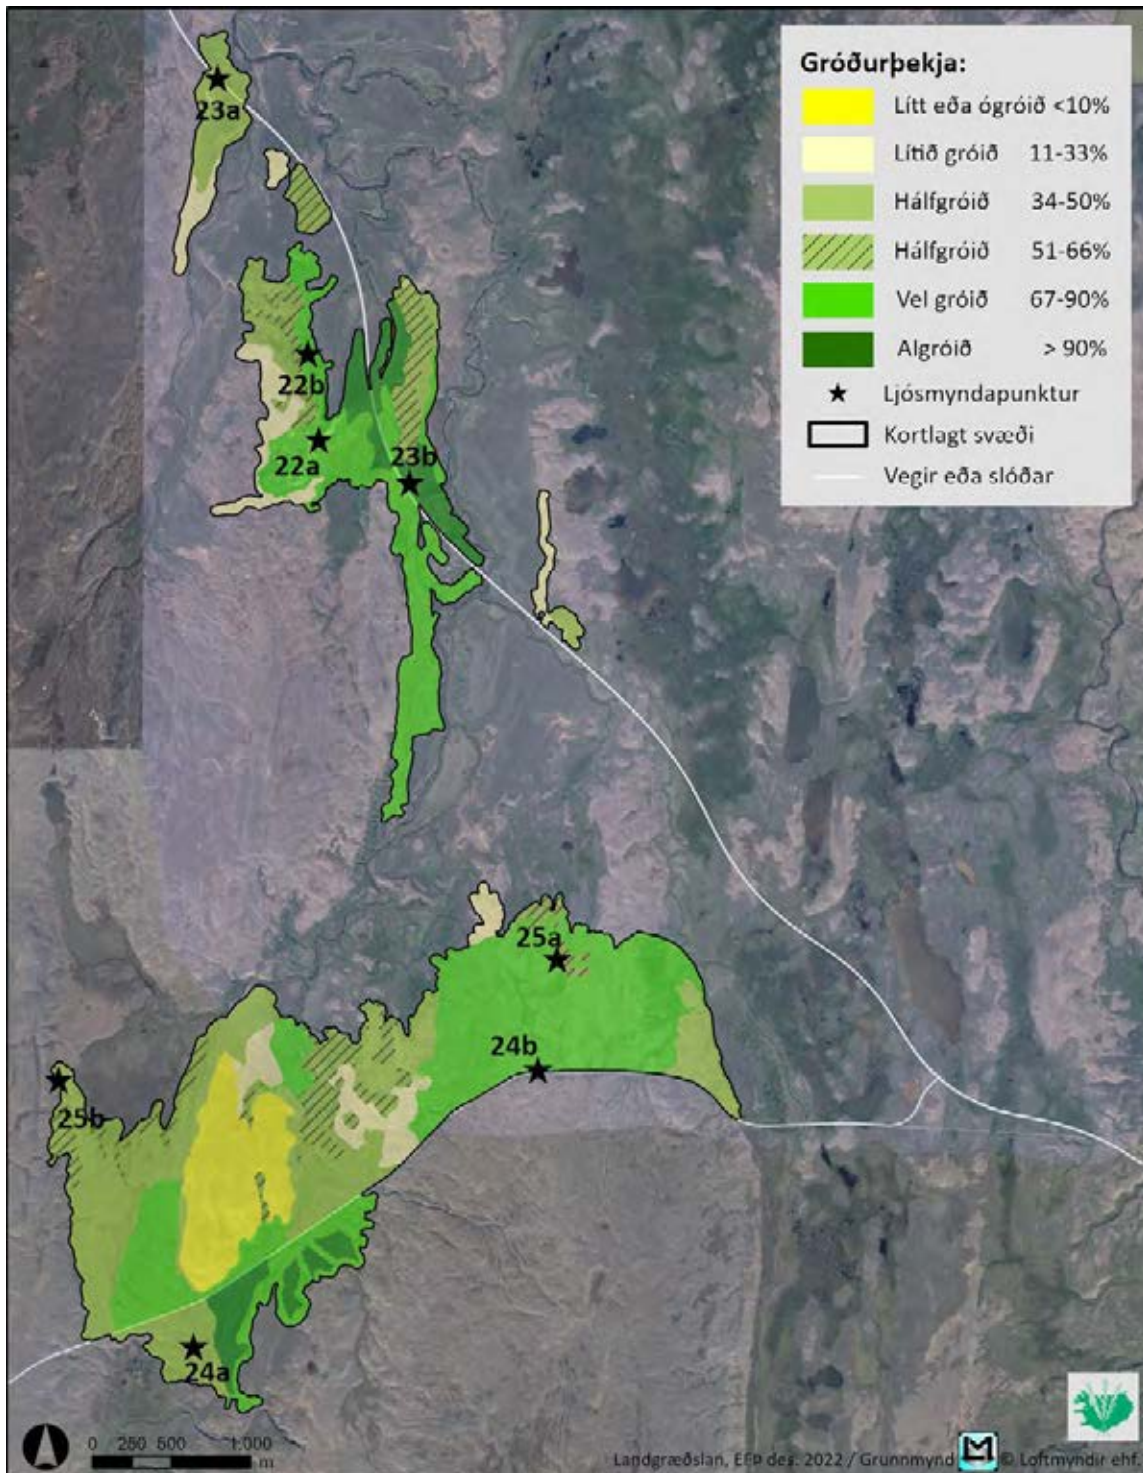 Gróðurþekja:
Lítt eða ógróið <10%
Lítið gróið 11-33%
Hálfgróið 34-50%
Hálfgróið 51-66%
Vel gróið 67-90%
Algróið > 90%
Ljósmyndapunktur
Kortlagt svæði
Vegir eða slóðar
23a
22b
22a
23b
25a
24b
25b
24a
0 250 500 1.000
m
Landgræðslan, EFÞ des. 2022 / Grunnmynd © Loftmyndir ehf.